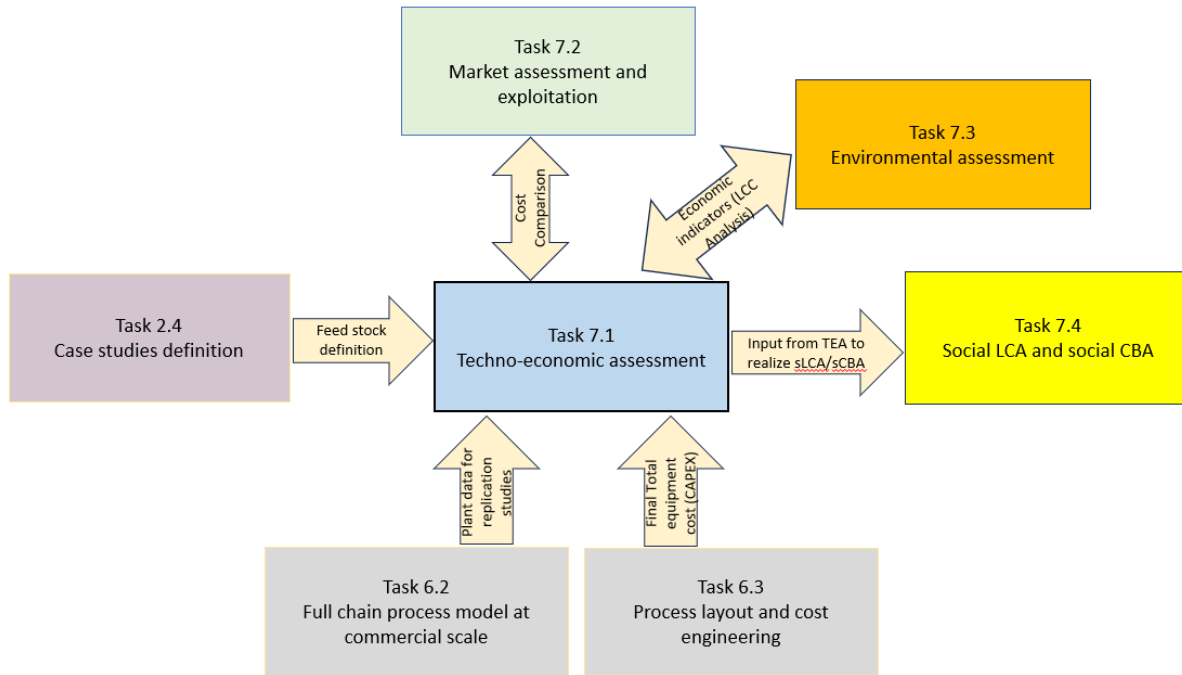 Task 7.2
Market assessment and
exploitation
Task 7.3
Environmental assessment
Cost
Comparison
Economic
indicators (LCC
Analysis)
Task 2.4
Case studies definition
Feed stock
definition
Task 7.1
Techno-economic assessment
Input from TEA to
realize sLCA/sCBA
Task 7.4
Social LCA and social CBA
Plant data for
replication
studies
Final Total
equipment
cost (CAPEX)
Task 6.2
Full chain process model at
commercial scale
Task 6.3
Process layout and cost
engineering